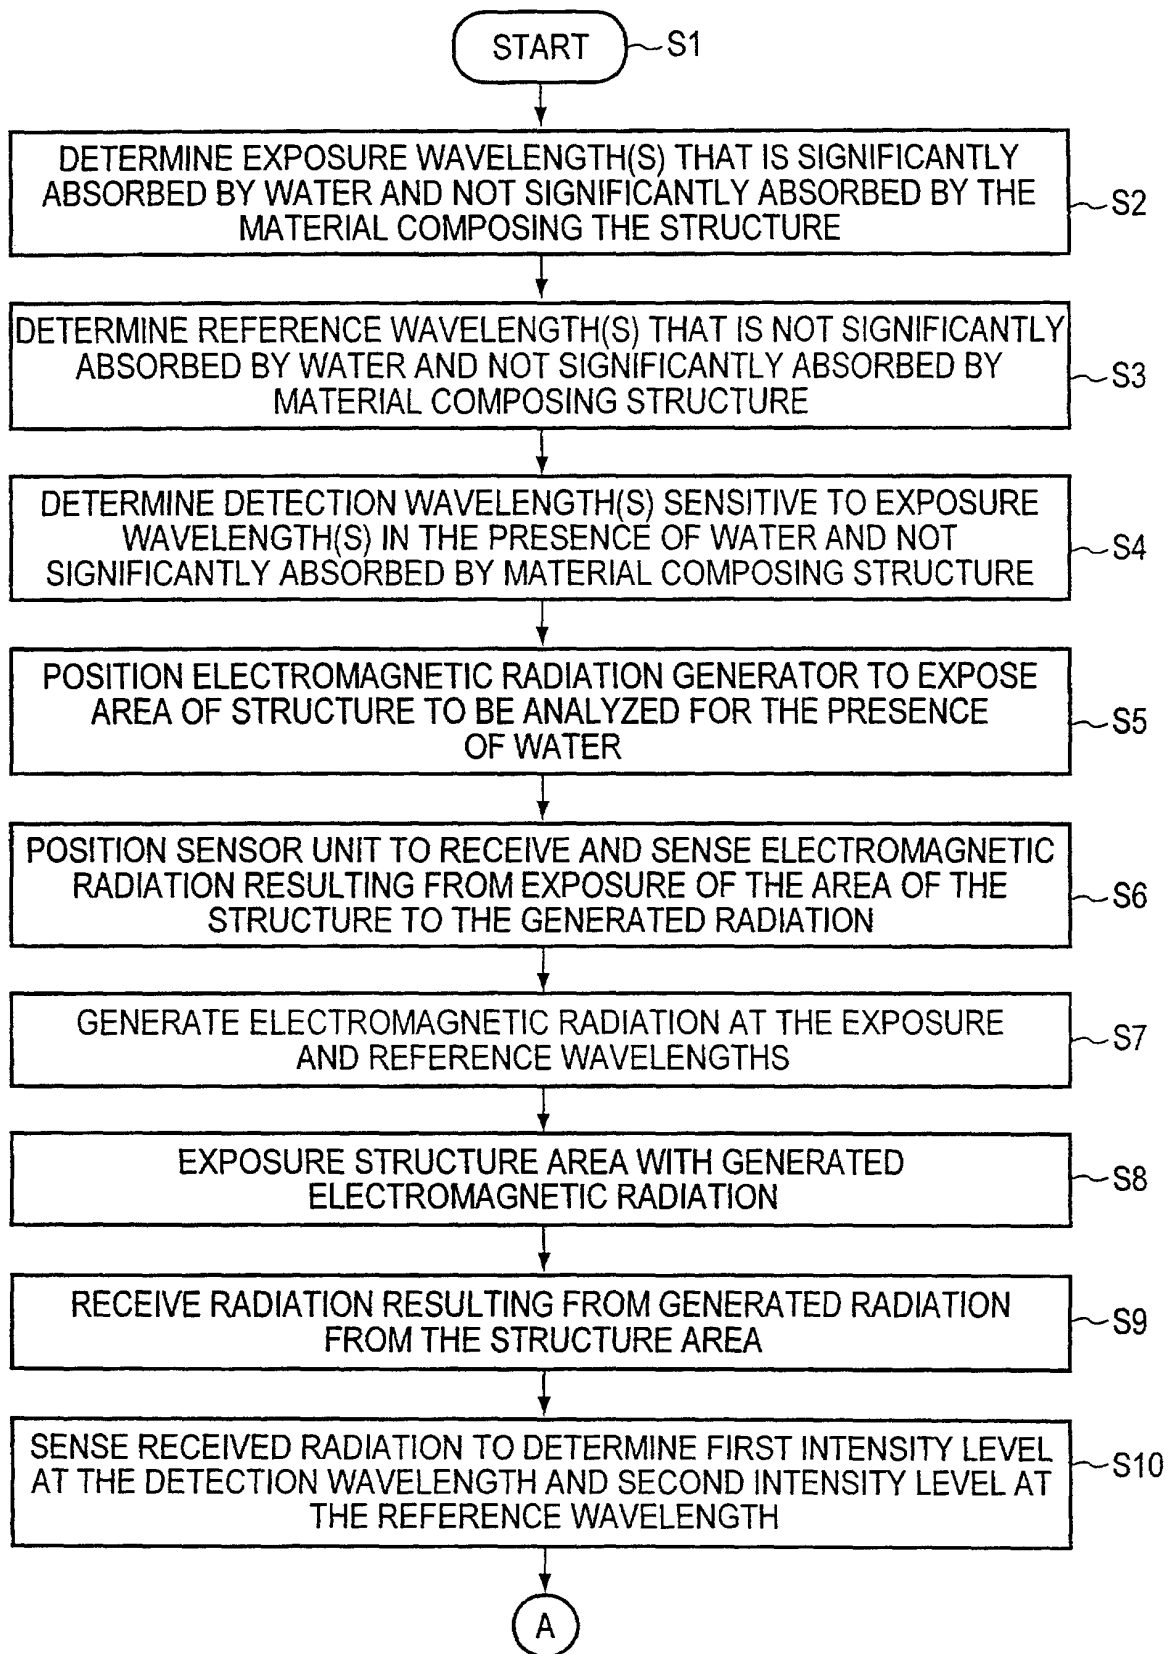 START
S1
DETERMINE EXPOSURE WAVELENGTH(S) THAT IS SIGNIFICANTLY
ABSORBED BY WATER AND NOT SIGNIFICANTLY ABSORBED BY THE
MATERIAL COMPOSING THE STRUCTURE
S2
DETERMINE REFERENCE WAVELENGTH(S) THAT IS NOT SIGNIFICANTLY
ABSORBED BY WATER AND NOT SIGNIFICANTLY ABSORBED BY
MATERIAL COMPOSING STRUCTURE
S3
DETERMINE DETECTION WAVELENGTH(S) SENSITIVE TO EXPOSURE
WAVELENGTH(S) IN THE PRESENCE OF WATER AND NOT
SIGNIFICANTLY ABSORBED BY MATERIAL COMPOSING STRUCTURE
S4
POSITION ELECTROMAGNETIC RADIATION GENERATOR TO EXPOSE
AREA OF STRUCTURE TO BE ANALYZED FOR THE PRESENCE
OF WATER
S5
POSITION SENSOR UNIT TO RECEIVE AND SENSE ELECTROMAGNETIC
RADIATION RESULTING FROM EXPOSURE OF THE AREA OF THE
STRUCTURE TO THE GENERATED RADIATION
S6
GENERATE ELECTROMAGNETIC RADIATION AT THE EXPOSURE
AND REFERENCE WAVELENGTHS
S7
EXPOSURE STRUCTURE AREA WITH GENERATED
ELECTROMAGNETIC RADIATION
S8
RECEIVE RADIATION RESULTING FROM GENERATED RADIATION
FROM THE STRUCTURE AREA
S9
SENSE RECEIVED RADIATION TO DETERMINE FIRST INTENSITY LEVEL
AT THE DETECTION WAVELENGTH AND SECOND INTENSITY LEVEL AT
THE REFERENCE WAVELENGTH
S10
A